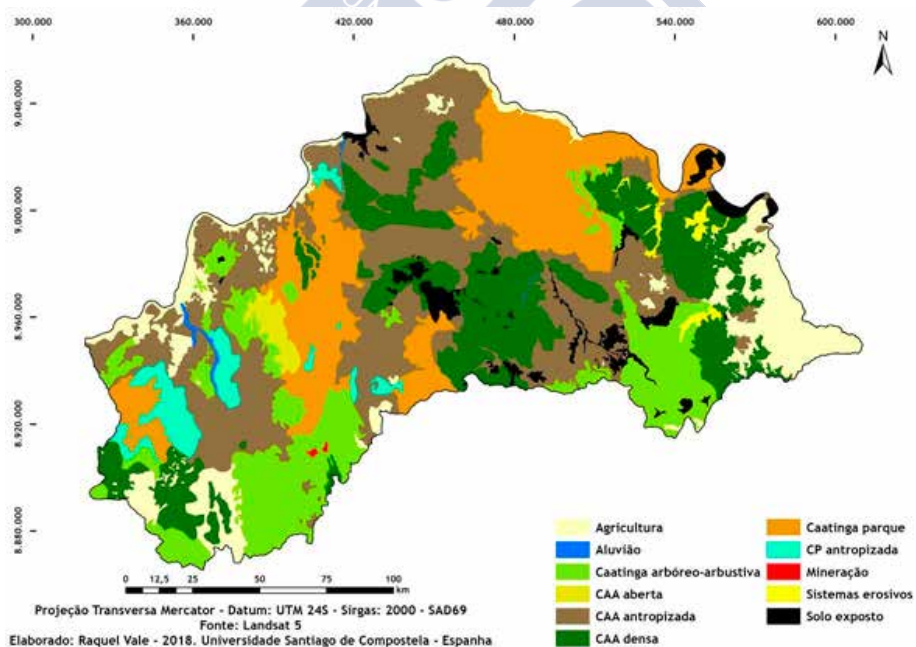 300.000 360.000 420.000 480.000 540.000 600.000
N
9.040.000
9.000.000
8.960.000
8.920.000
8.880.000
Agricultura
Aluvião
Caatinga arbóreo-arbustiva
CAA aberta
CAA antropizada
CAA densa
Caatinga parque
CP antropizada
Mineração
Sistemas erosivos
Solo exposto
0 12,5 25 50 75 100
km
Projeção Transversa Mercator - Datum: UTM 24S - Sirgas: 2000 - SAD69
Fonte: Landsat 5
Elaborado: Raquel Vale - 2018. Universidade Santiago de Compostela - Espanha